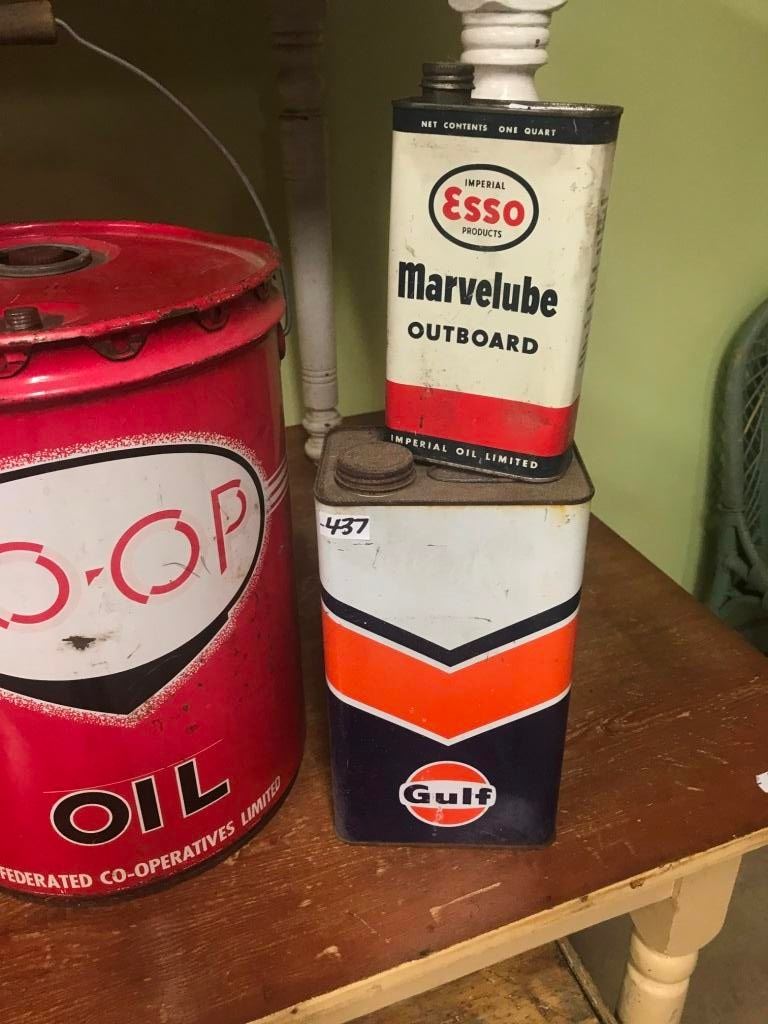 O-OP
OIL
FEDERATED CO-OPERATIVES LIMITED
NET CONTENTS ONE QUART
IMPERIAL
Esso
PRODUCTS
Marvelube
OUTBOARD
IMPERIAL OIL LIMITED
437
Gulf